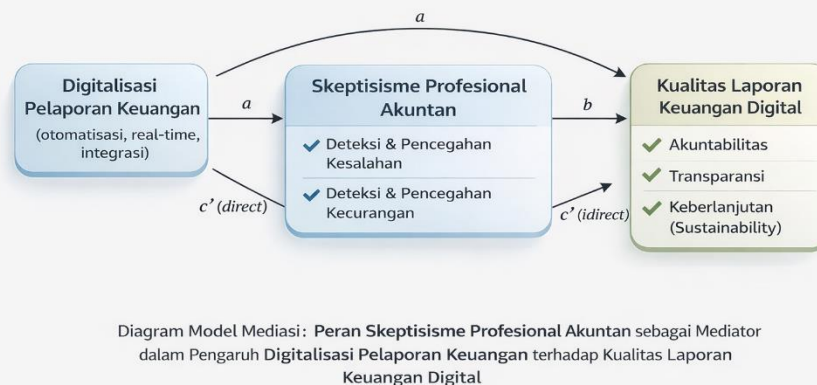 a
Digitalisasi
Pelaporan Keuangan
(otomatisasi, real-time,
integrasi)
a
Skeptisisme Profesional
Akuntan
✔ Deteksi & Pencegahan
Kesalahan
✔ Deteksi & Pencegahan
Kecurangan
b
Kualitas Laporan
Keuangan Digital
✔ Akuntabilitas
✔ Transparansi
✔ Keberlanjutan
(Sustainability)
c' (direct)
c' (idirect)
Diagram Model Mediasi: Peran Skeptisisme Profesional Akuntan sebagai Mediator
dalam Pengaruh Digitalisasi Pelaporan Keuangan terhadap Kualitas Laporan
Keuangan Digital